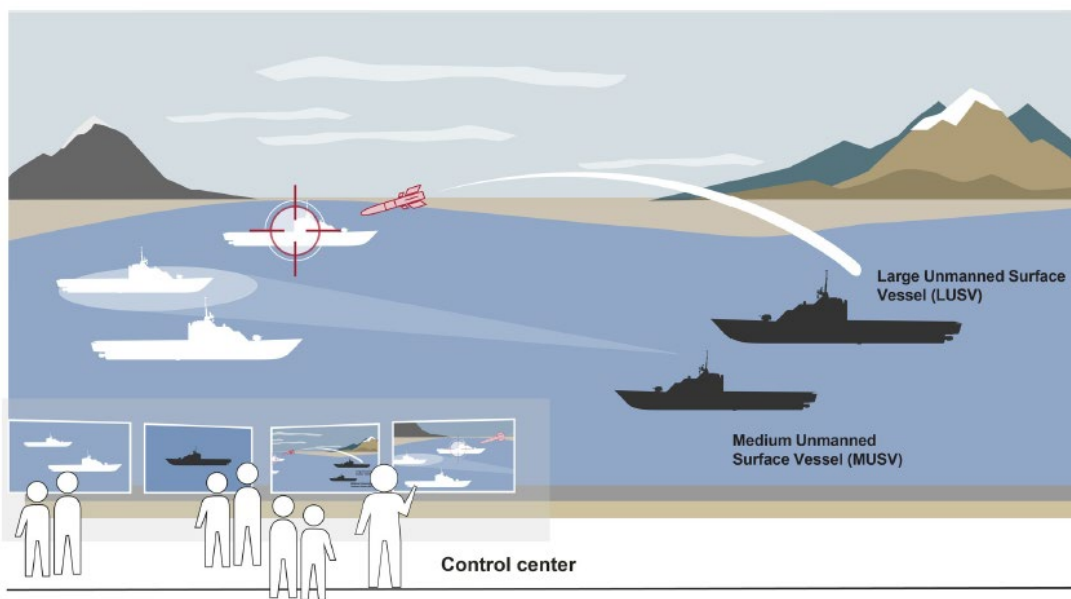 Large Unmanned Surface
Vessel (LUSV)
Medium Unmanned
Surface Vessel (MUSV)
Control center